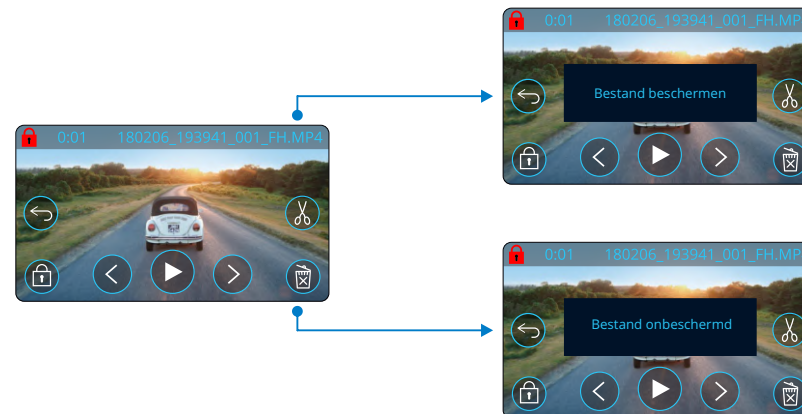 0:01 180206_193941_001_FH.MP
Bestand beschermen
0:01 180206_193941_001_FH.MP4
0:01 180206_193941_001_FH.MP
Bestand onbeschermd